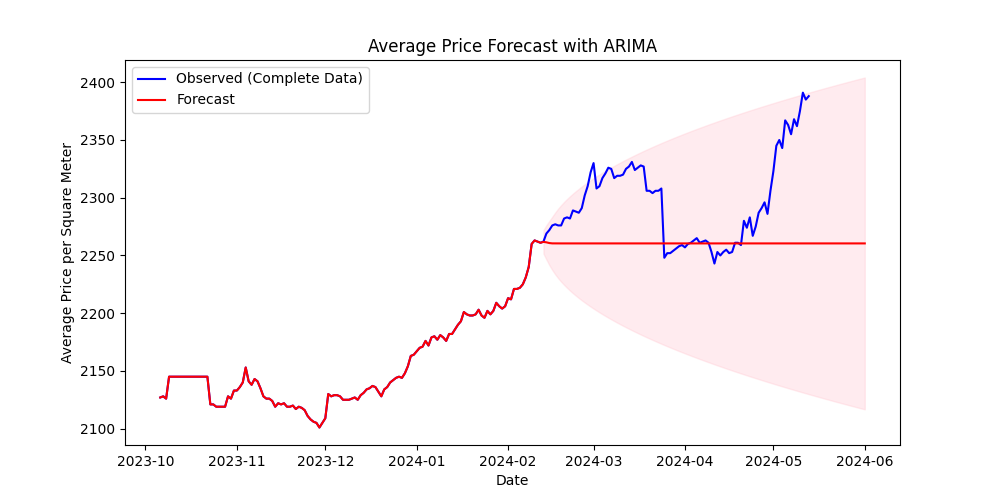 Average Price Forecast with ARIMA
Observed (Complete Data)
Forecast
Average Price per Square Meter
2400
2350
2300
2250
2200
2150
2100
2023-10 2023-11 2023-12 2024-01 2024-02 2024-03 2024-04 2024-05 2024-06
Date